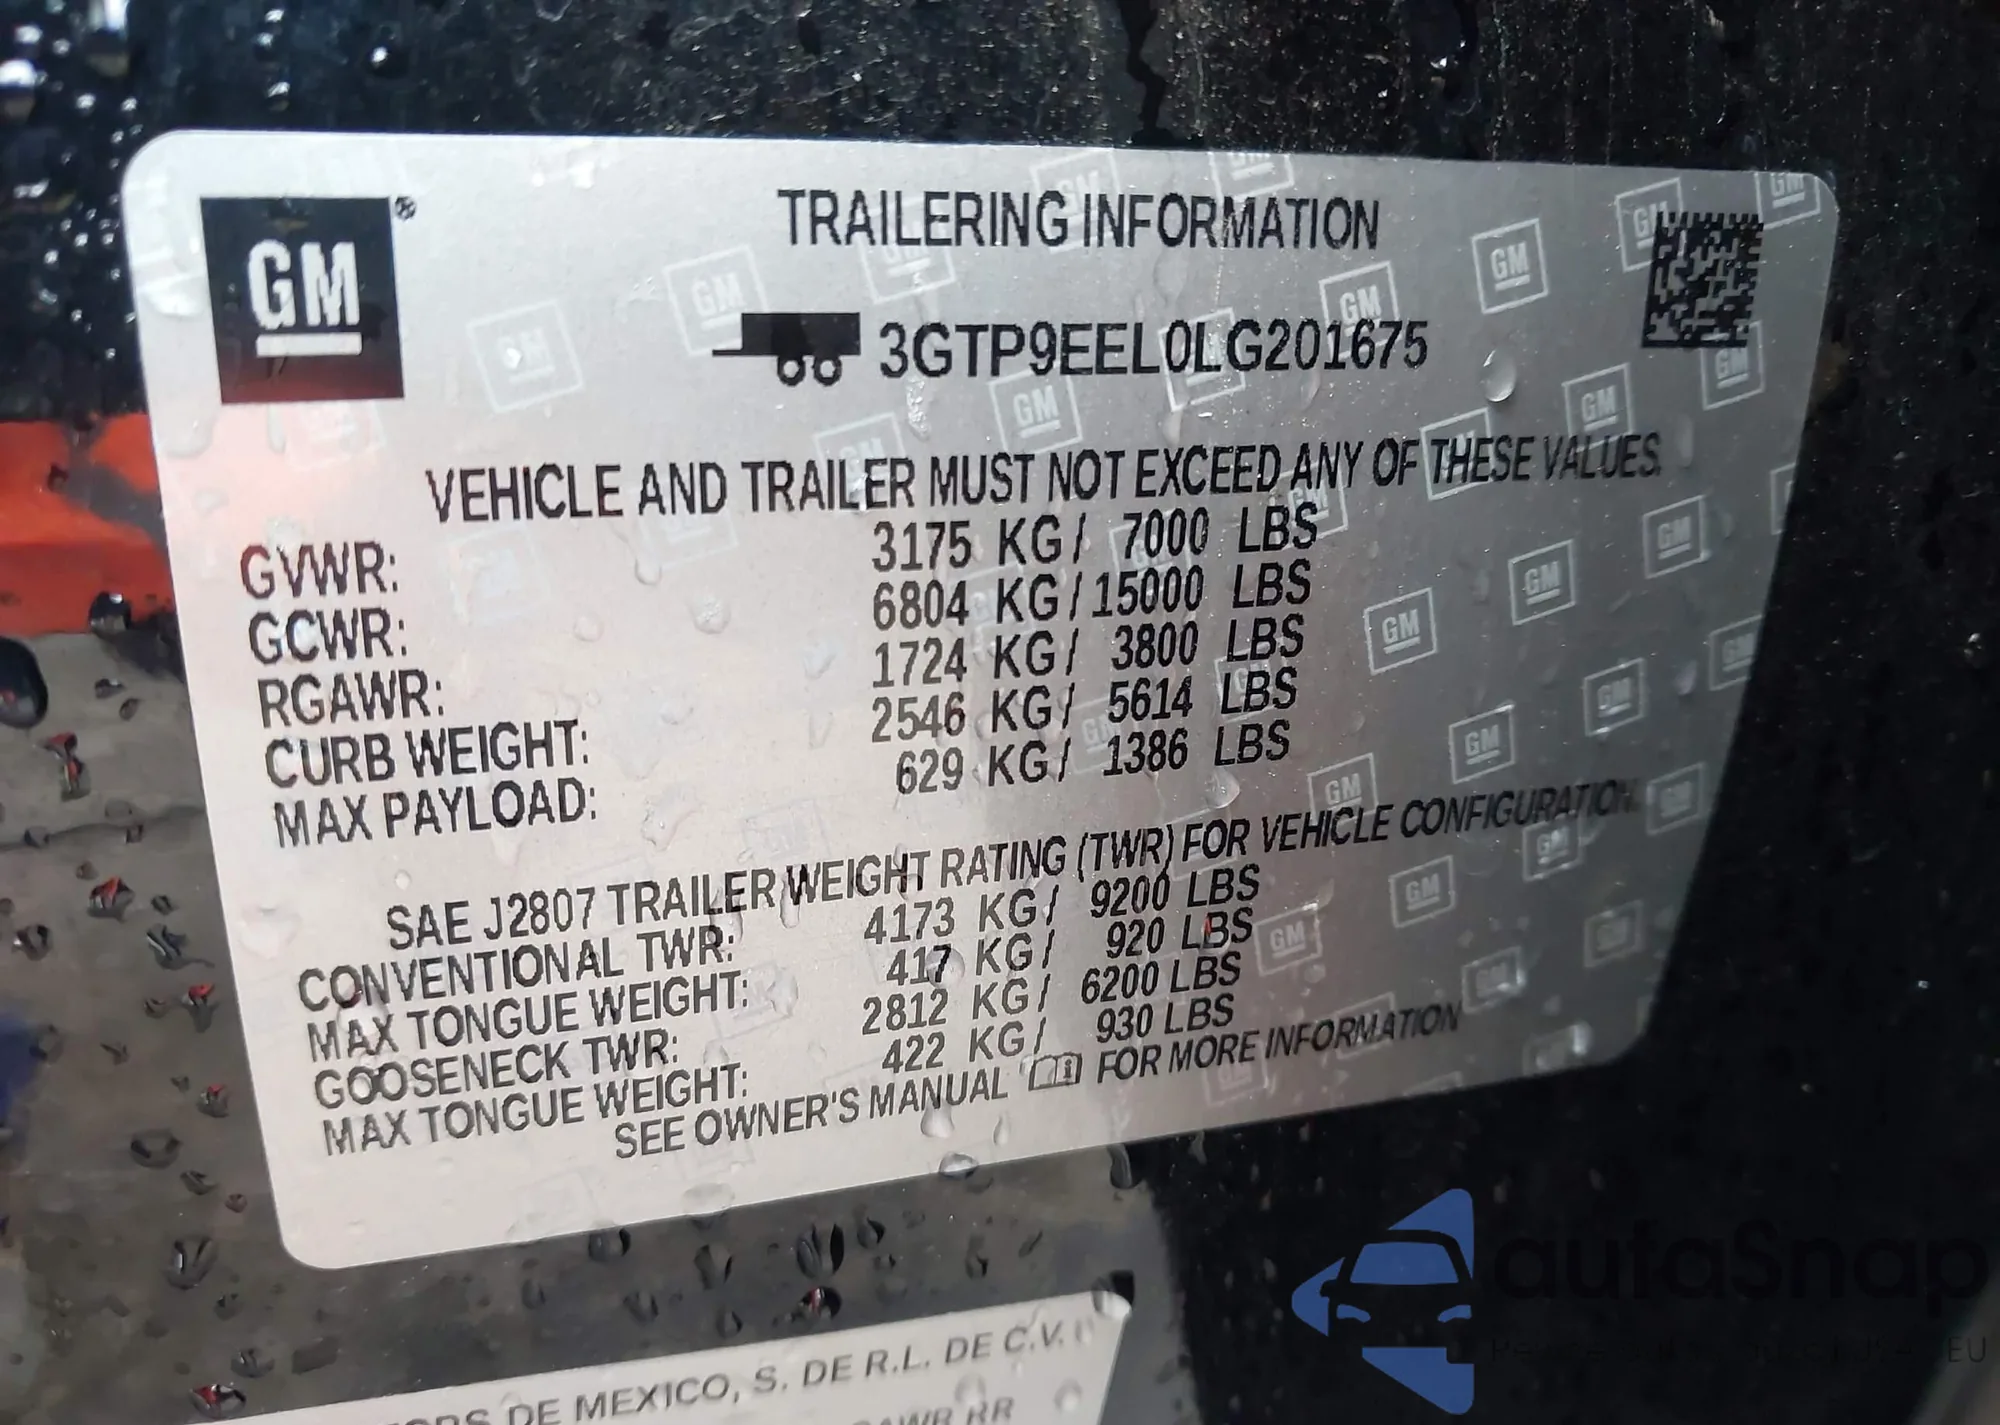 GM ®
TRAILERING INFORMATION
3GTP9EEL0LG201675
VEHICLE AND TRAILER MUST NOT EXCEED ANY OF THESE VALUES.
GVWR: 3175 KG / 7000 LBS
GCWR: 6804 KG / 15000 LBS
RGAWR: 1724 KG / 3800 LBS
CURB WEIGHT: 2546 KG / 5614 LBS
MAX PAYLOAD: 629 KG / 1386 LBS
SAE J2807 TRAILER WEIGHT RATING (TWR) FOR VEHICLE CONFIGURATION.
CONVENTIONAL TWR: 4173 KG / 9200 LBS
MAX TONGUE WEIGHT: 417 KG / 920 LBS
GOOSENECK TWR: 2812 KG / 6200 LBS
MAX TONGUE WEIGHT: 422 KG / 930 LBS
SEE OWNER'S MANUAL FOR MORE INFORMATION
DE MEXICO, S. DE R.L. DE C.V.
GAWR RR
autoSnap
EU